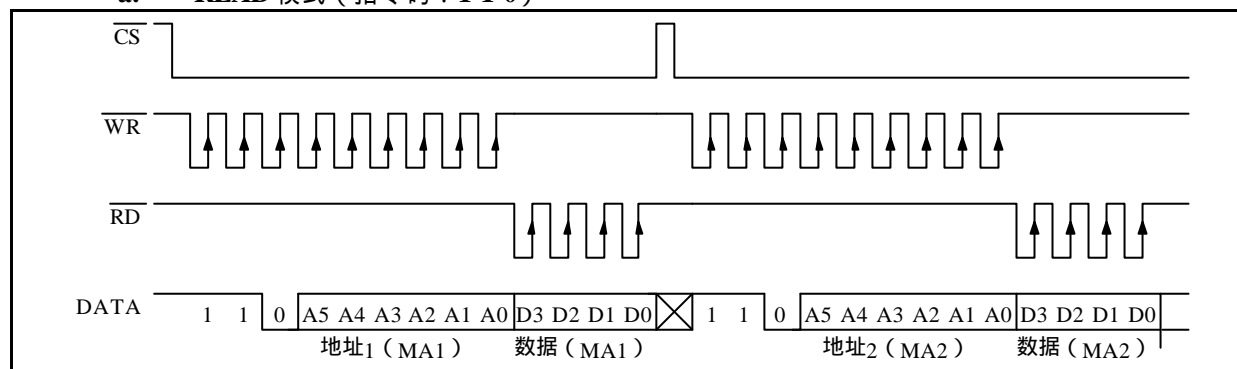 a. READ 模式（指令码：1 1 0）
CS
WR
RD
DATA 1 1 0 A5 A4 A3 A2 A1 A0 D3 D2 D1 D0 1 1 0 A5 A4 A3 A2 A1 A0 D3 D2 D1 D0
地址1（MA1） 数据（MA1） 地址2（MA2） 数据（MA2）